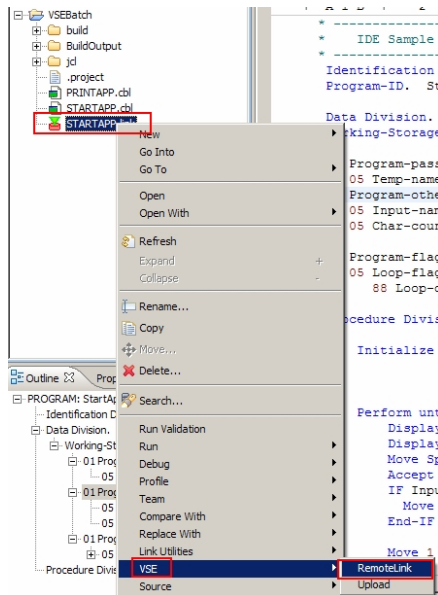 VSEBatch
build
BuildOutput
jcl
.project
PRINTAPP.cbl
STARTAPP.cbl
* IDE Sample
Identification
Program-ID. St
Data Division.
rking-Storage
Program-pass
05 Temp-name
Program-othe
05 Input-nam
05 Char-coun
Program-flag
05 Loop-flag
88 Loop-
Initialize
Perform unt
Display
Display
Move Sp
Accept
IF Inpu
Move
End-IF
Move 1
New
Go Into
Go To
Open
Open With
Refresh
Expand +
Collapse -
Rename...
Copy
Move...
Delete...
Search...
Run Validation
Run
Debug
Profile
Team
Compare With
Replace With
Link Utilities
VSE
Source
RemoteLink
Upload
Outline
Prop
PROGRAM: StartAp
Identification D
Data Division.
Working-St
01 Prog
05
01 Prog
05
05
01 Prog
05
Procedure Divis